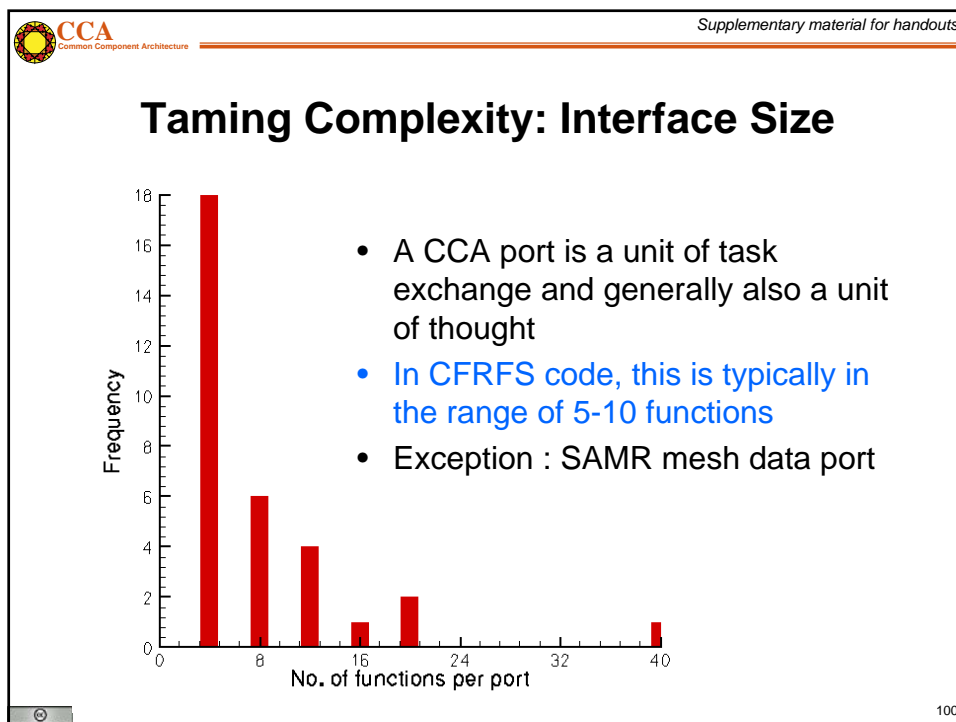 Supplementary material for handouts
CCA
Common Component Architecture
Taming Complexity: Interface Size
18
16
14
12
10
8
6
4
2
0
Frequency
0 8 16 24 32 40
No. of functions per port
• A CCA port is a unit of task
exchange and generally also a unit
of thought
• In CFRFS code, this is typically in
the range of 5-10 functions
• Exception : SAMR mesh data port
cc
100